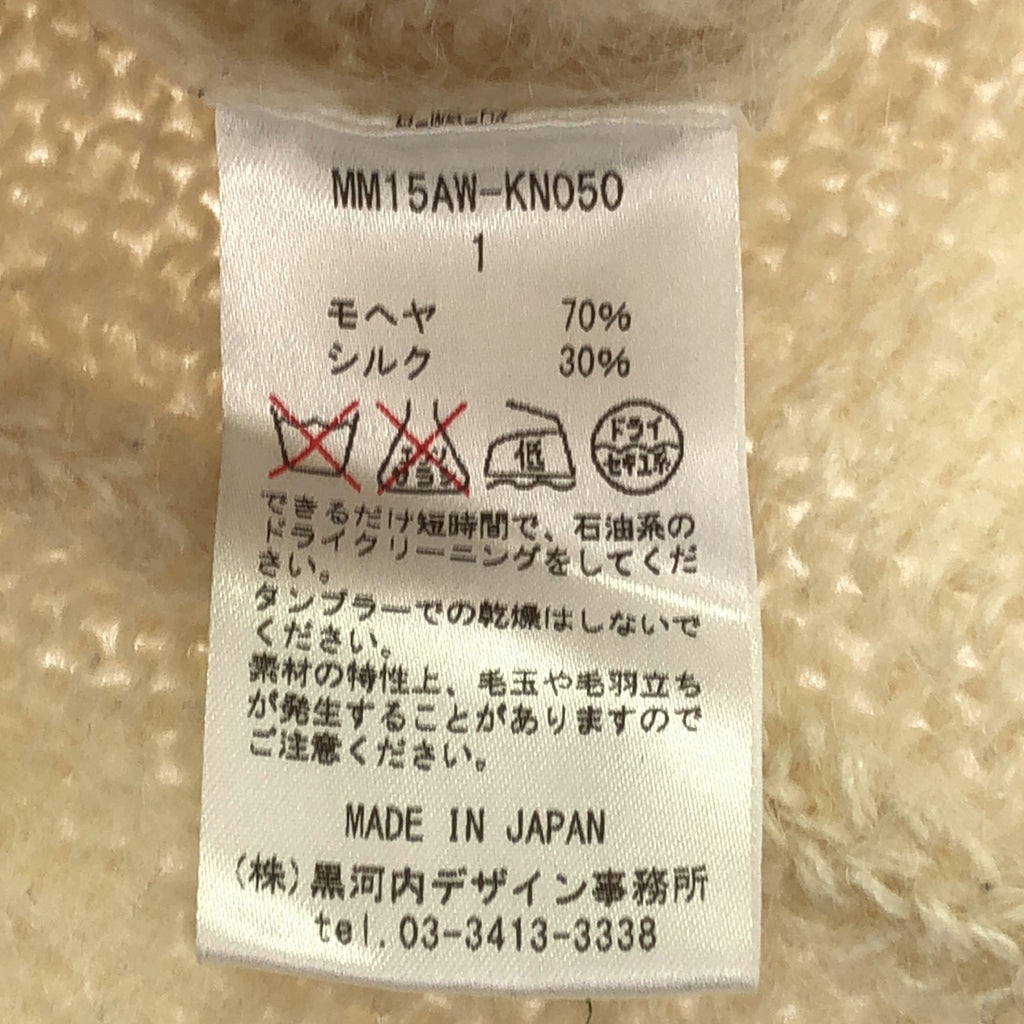 MM15AW-KN050
1
モヘヤ 70%
シルク 30%
エンソ
サラシ
低
ドライ
セキユ系
できるだけ短時間で、石油系の
ドライクリーニングをしてくだ
さい。
タンブラーでの乾燥はしないで
ください。
素材の特性上、毛玉や毛羽立ち
が発生することがありますので
ご注意ください。
MADE IN JAPAN
(株)黒河内デザイン事務所
tel.03-3413-3338